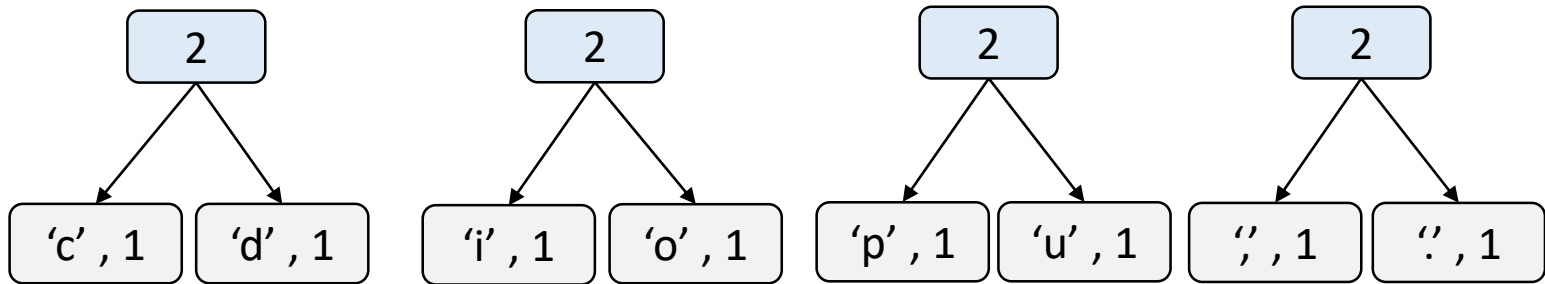 2 2 2 2
‘c’ , 1 ‘d’ , 1 ‘i’ , 1 ‘o’ , 1 ‘p’ , 1 ‘u’ , 1 ‘,’ , 1 ‘.’ , 1